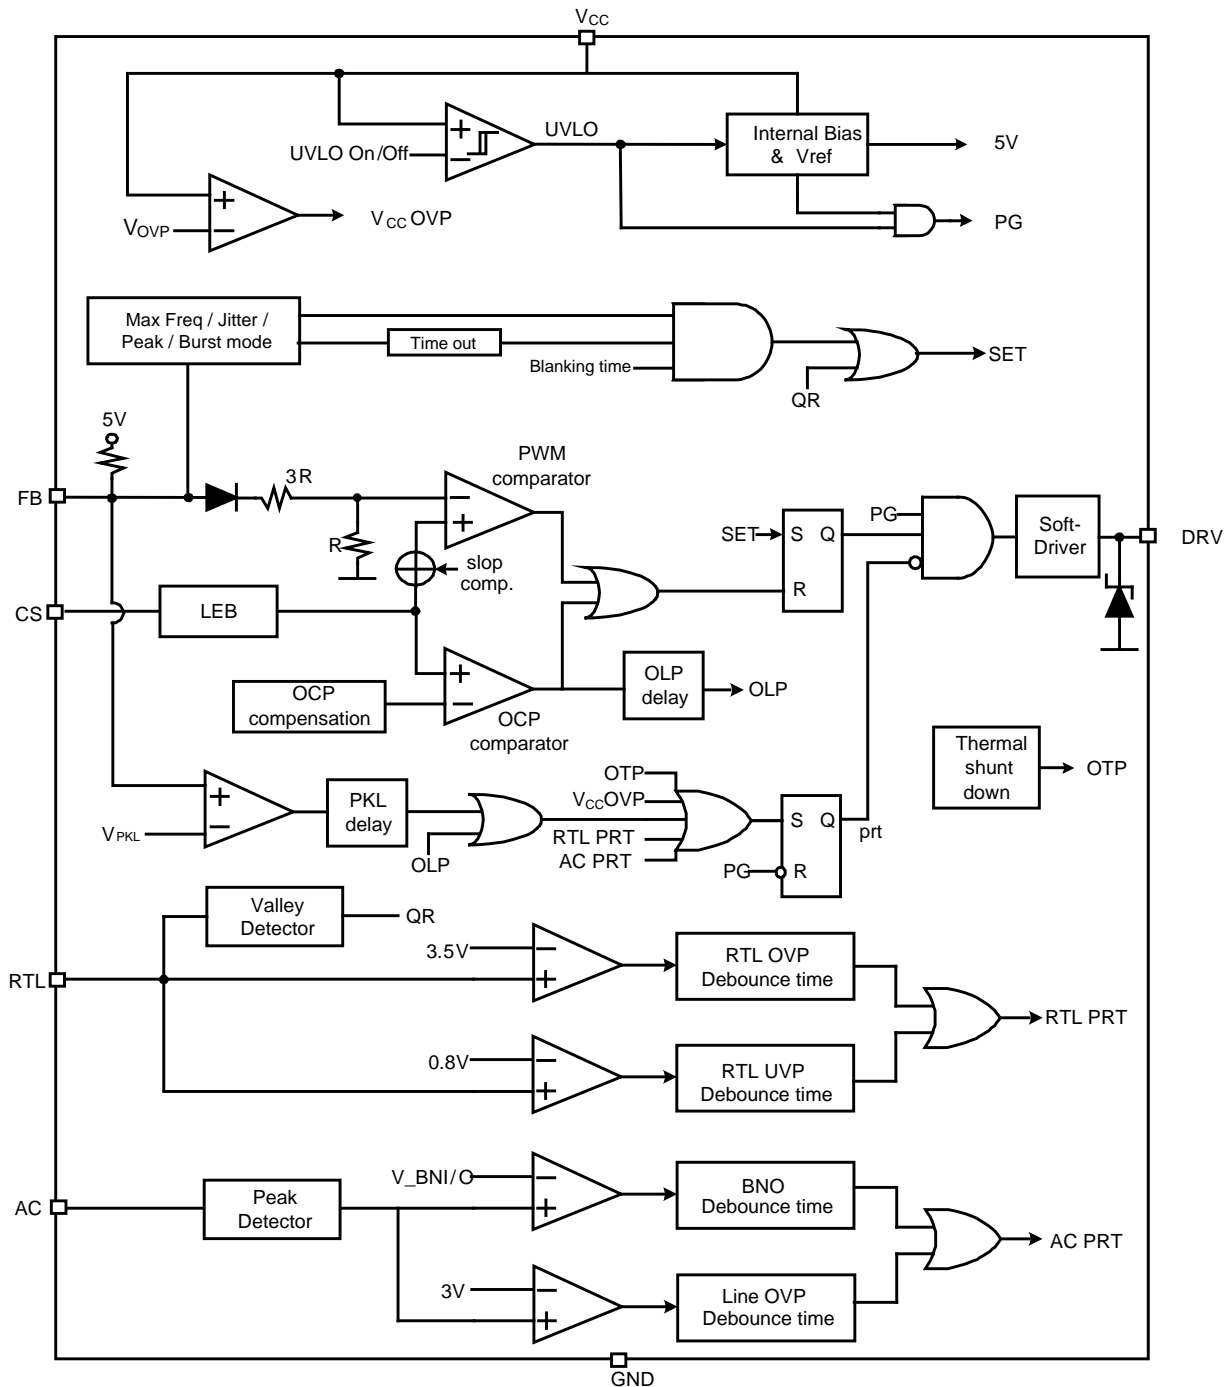 VCC
UVLO
UVLO On/Off
Internal Bias
& Vref
5V
VOVP
VCC OVP
PG
Max Freq / Jitter /
Peak / Burst mode
Time out
Blanking time
SET
QR
5V
FB
3R
R
PWM
comparator
slop
comp.
SET
S Q
R
PG
Soft-
Driver
DRV
CS
LEB
OCP
compensation
OCP
comparator
OLP
delay
OLP
Thermal
shunt
down
OTP
VPKL
PKL
delay
OLP
OTP
VCCOVP
RTL PRT
AC PRT
S Q
PG
R
prt
Valley
Detector
QR
RTL
3.5V
RTL OVP
Debounce time
RTL PRT
0.8V
RTL UVP
Debounce time
AC
Peak
Detector
V_BNI/O
BNO
Debounce time
AC PRT
3V
Line OVP
Debounce time
GND